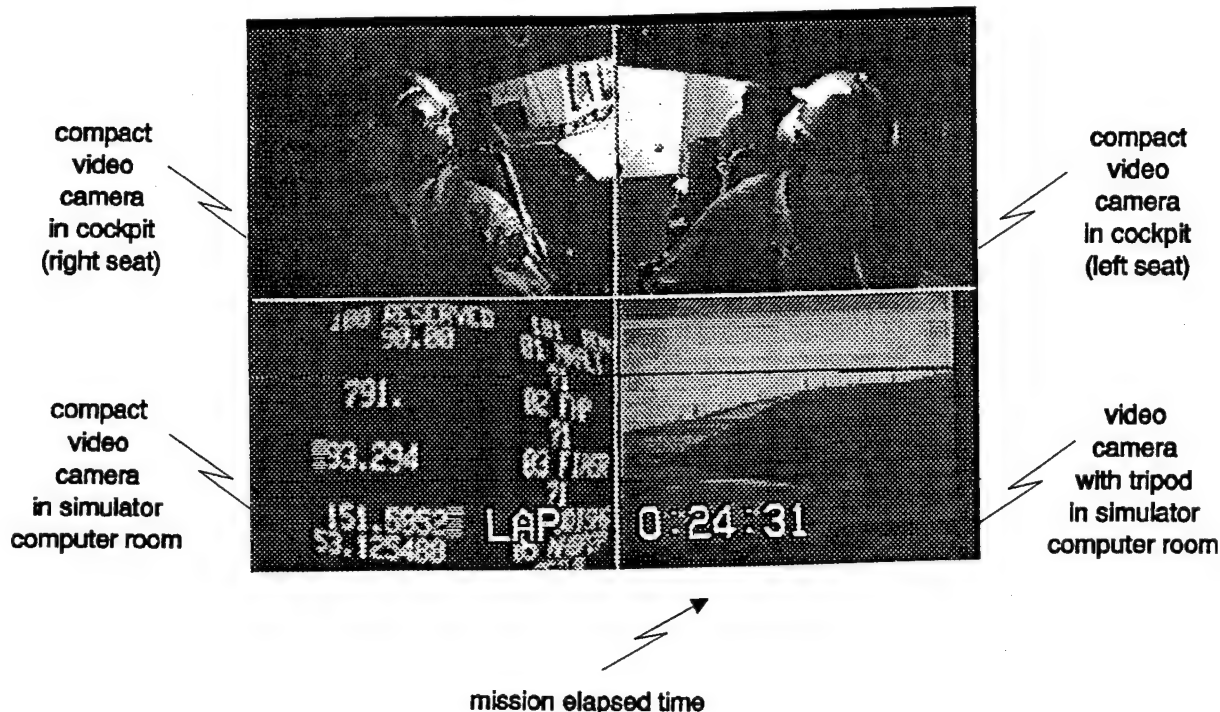 compact
video
camera
in cockpit
(right seat)
compact
video
camera
in cockpit
(left seat)
100 RESERVED
90.00
791.
93.294
LAP 0:24:31
compact
video
camera
in simulator
computer room
video
camera
with tripod
in simulator
computer room
mission elapsed time